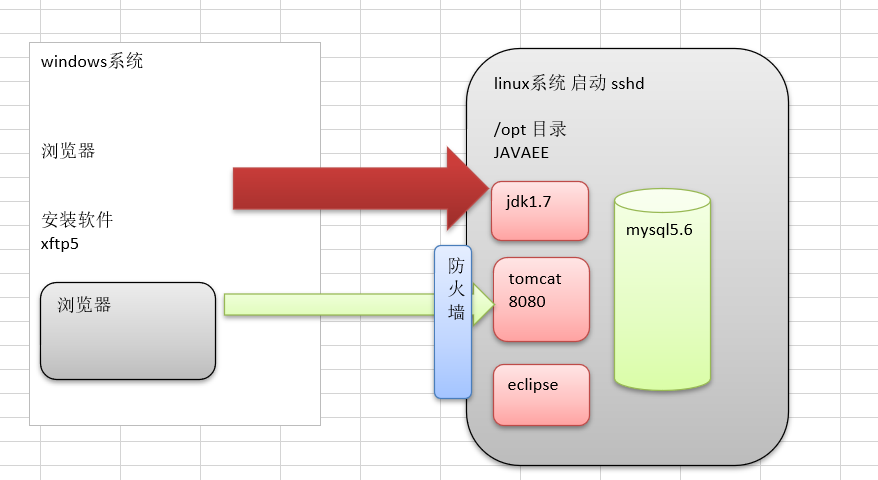 windows系统
浏览器
安装软件
xftp5
浏览器
防
火
墙
linux系统 启动 sshd
/opt 目录
JAVAEE
jdk1.7
tomcat
8080
eclipse
mysql5.6